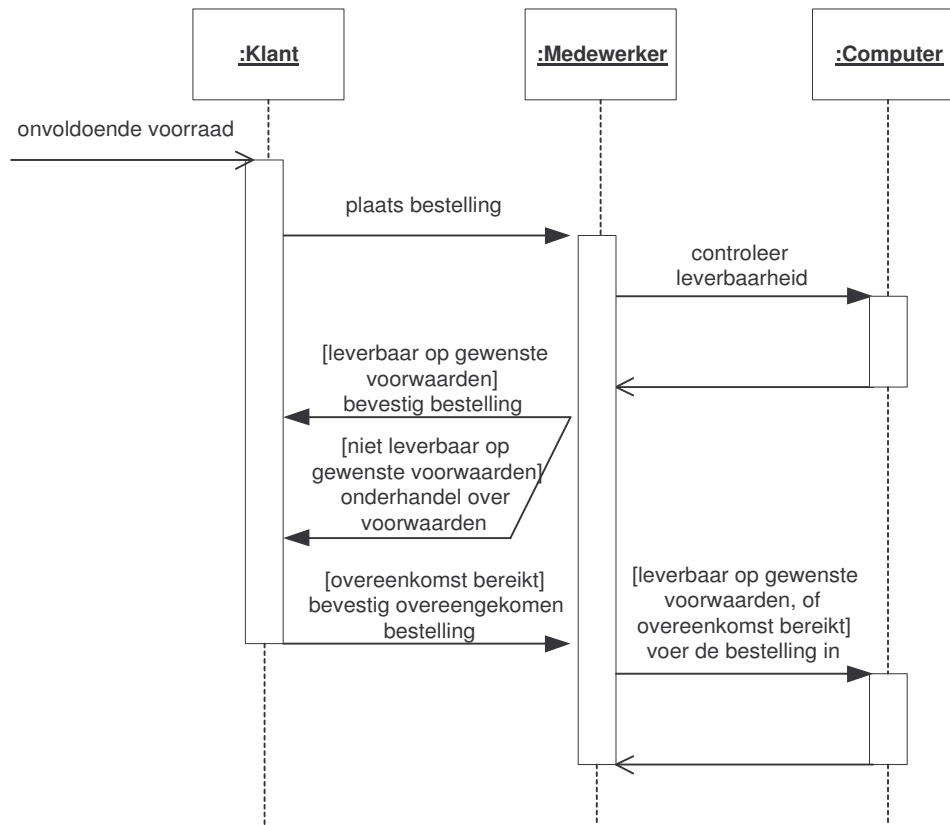 :Klant
:Medewerker
:Computer
onvoldoende voorraad
plaats bestelling
controleer
leverbaarheid
[leverbaar op gewenste
voorwaarden]
bevestig bestelling
[niet leverbaar op
gewenste voorwaarden]
onderhandel over
voorwaarden
[overeenkomst bereikt]
bevestig overeengekomen
bestelling
[leverbaar op gewenste
voorwaarden, of
overeenkomst bereikt]
voer de bestelling in